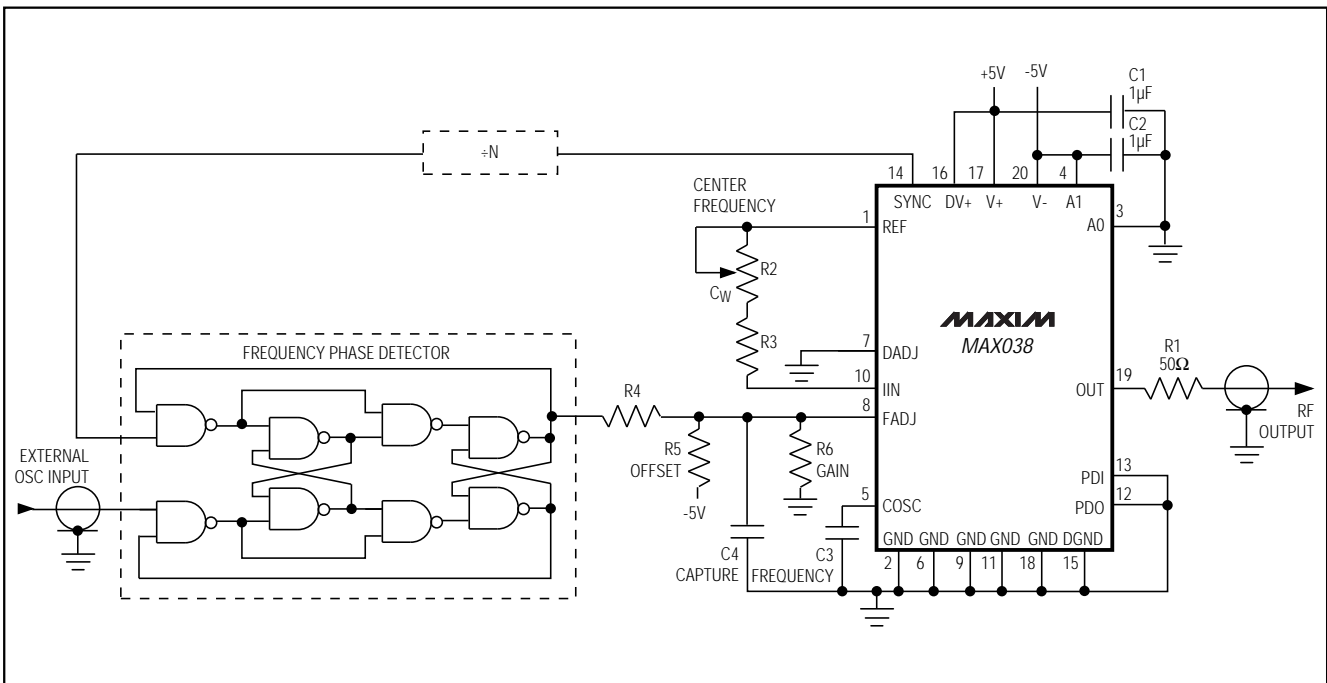 +5V
-5V
C1
1µF
C2
1µF
÷N
14
16
17
20
4
SYNC
DV+
V+
V-
A1
CENTER
FREQUENCY
1
REF
3
A0
R2
CW
R3
MAXIM
MAX038
7
DADJ
10
IIN
8
FADJ
FREQUENCY PHASE DETECTOR
R4
R5
OFFSET
-5V
R6
GAIN
R1
50Ω
19
OUT
RF
OUTPUT
EXTERNAL
OSC INPUT
13
PDI
12
PDO
5
COSC
C4
CAPTURE
C3
FREQUENCY
GND
GND
GND
GND
GND
DGND
2
6
9
11
18
15